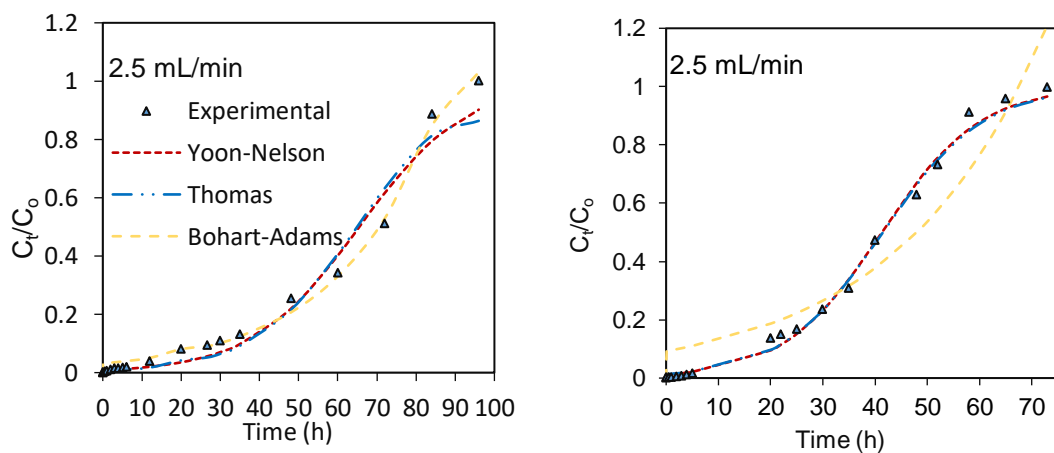 1.2
1
0.8
0.6
0.4
0.2
0
Ct/Co
2.5 mL/min
Experimental
Yoon-Nelson
Thomas
Bohart-Adams
0 10 20 30 40 50 60 70 80 90 100
Time (h)
1.2
1
0.8
0.6
0.4
0.2
0
Ct/Co
2.5 mL/min
0 10 20 30 40 50 60 70
Time (h)